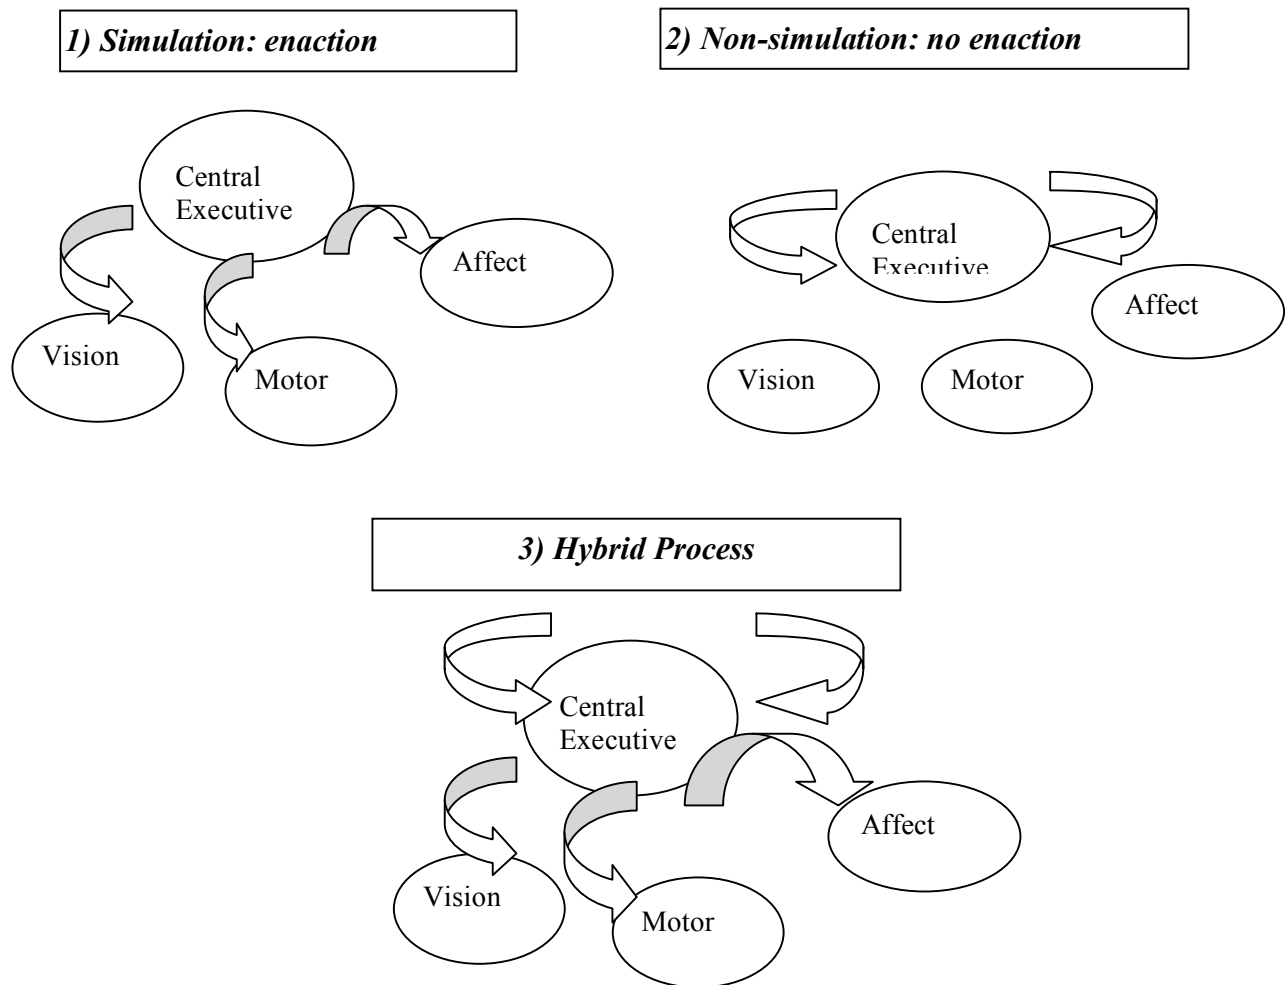 1) Simulation: enaction
2) Non-simulation: no enaction
Central
Executive
Affect
Vision
Motor
Central
Executive
Affect
Vision
Motor
3) Hybrid Process
Central
Executive
Affect
Vision
Motor